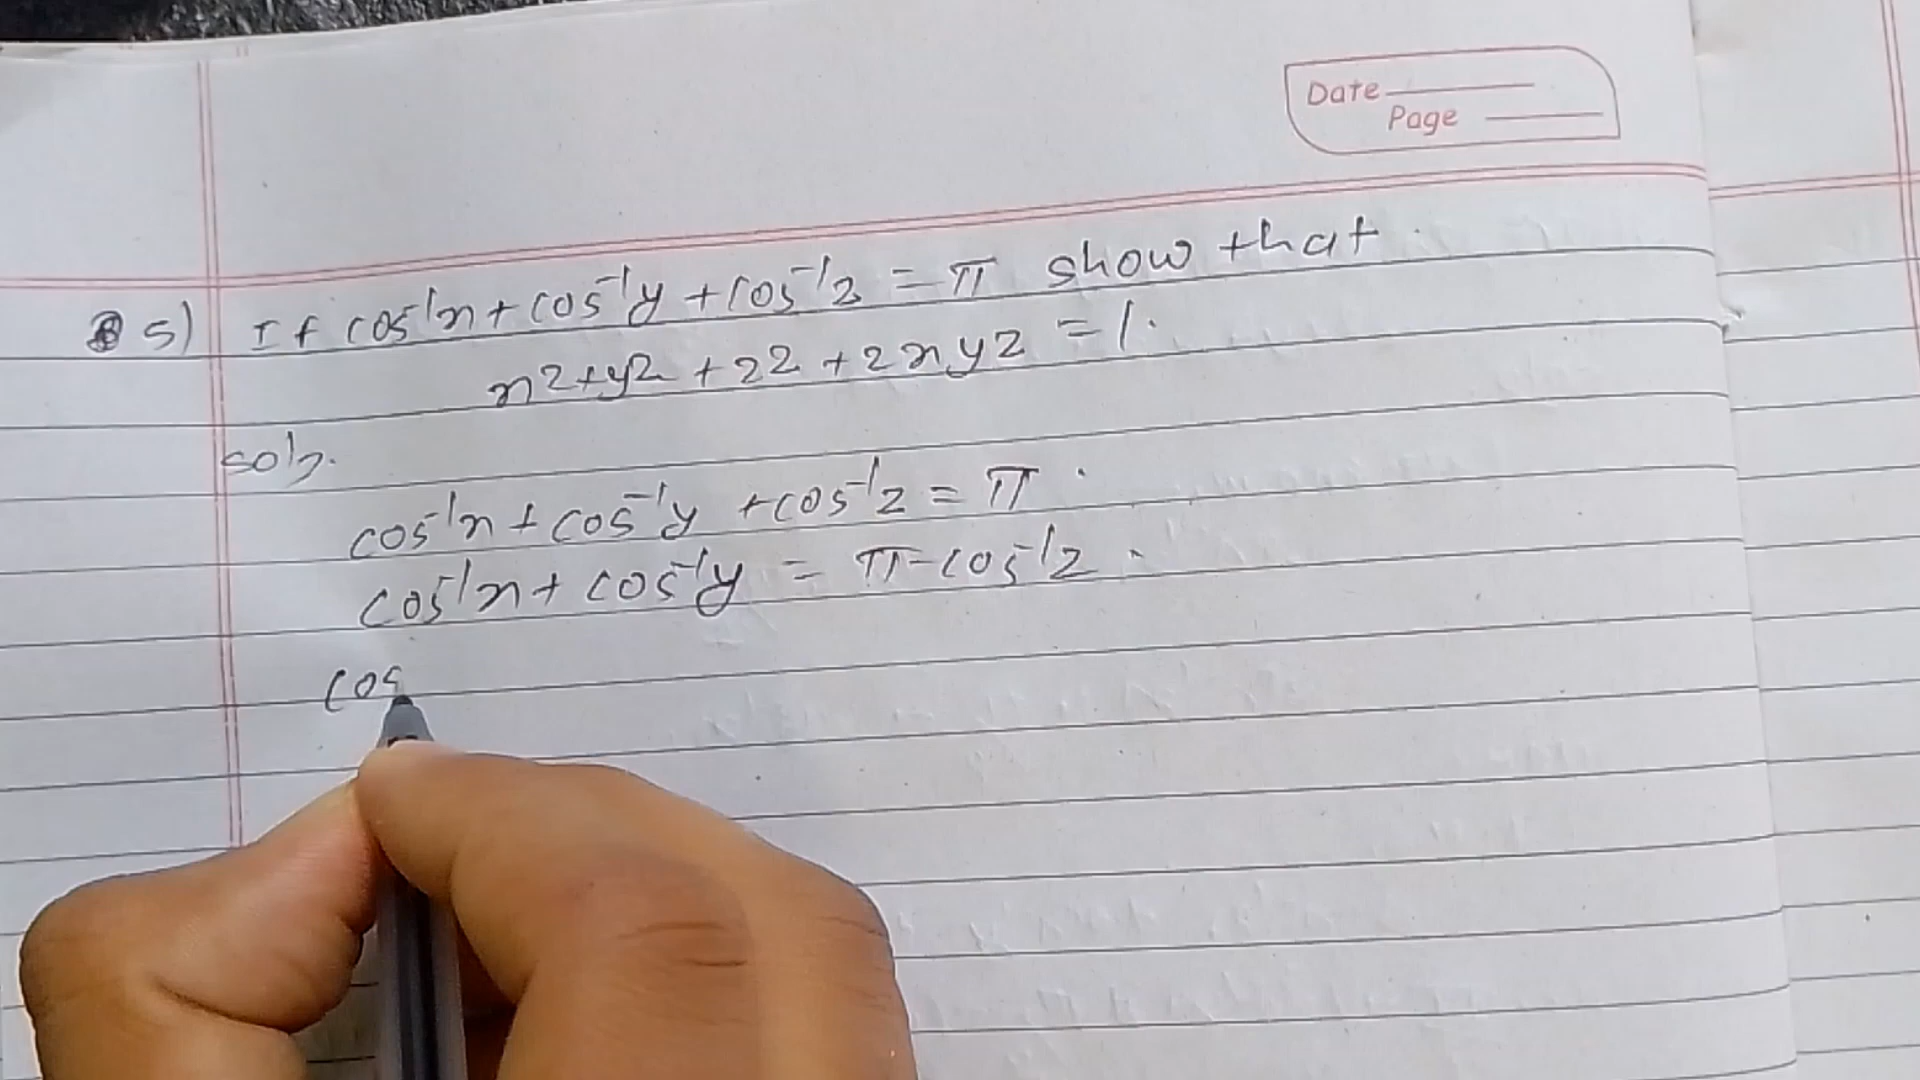 Date
Page
5) If cos⁻¹x + cos⁻¹y + cos⁻¹z = π show that
x2 + y2 + z2 + 2xyz = 1.
soln.
cos⁻¹x + cos⁻¹y + cos⁻¹z = π .
cos⁻¹x + cos⁻¹y = π - cos⁻¹z .
cos